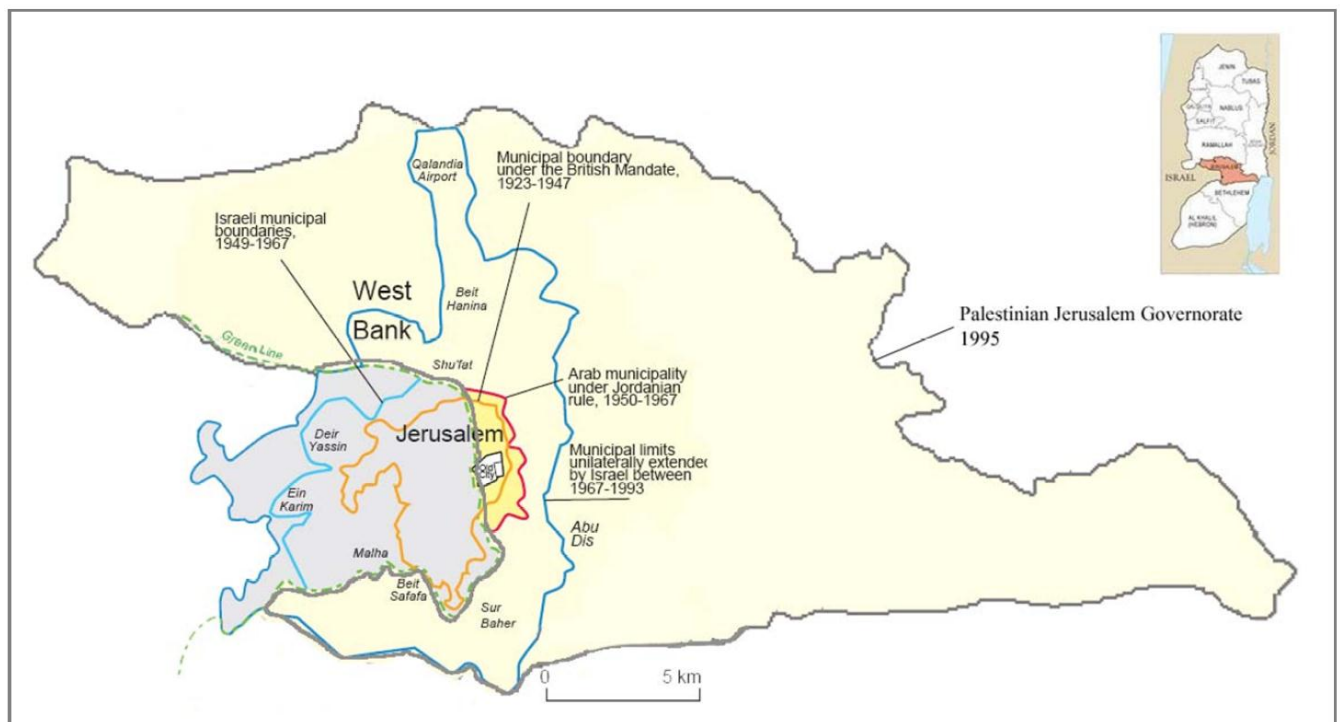 Qalandia
Airport
Municipal boundary
under the British Mandate,
1923-1947
Israeli municipal
boundaries,
1949-1967
West
Bank
Beit
Hanina
Green Line
Shu'fat
Arab municipality
under Jordanian
rule, 1950-1967
Palestinian Jerusalem Governorate
1995
Deir
Yassin
Jerusalem
Old
City
Municipal limits
unilaterally extended
by Israel between
1967-1993
Ein
Karim
Abu
Dis
Malha
Beit
Safafa
Sur
Baher
0 5 km
JENIN
TUBAS
NABLUS
SALFIT
RAMALLAH
JORDAN
ISRAEL
JERUSALEM
BETHLEHEM
AL KHALIL
(HEBRON)